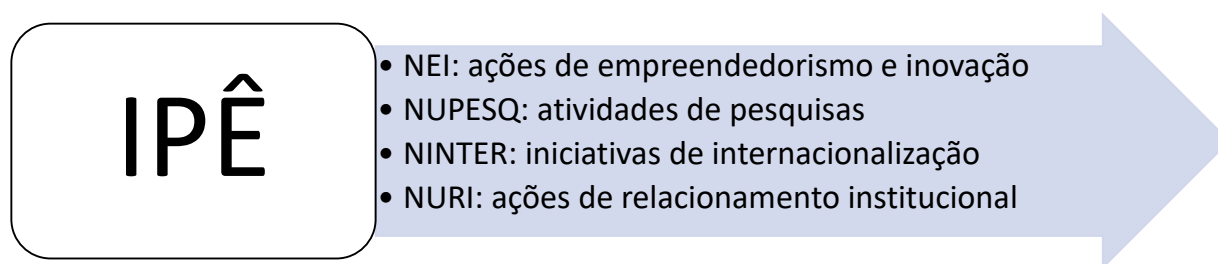 IPÊ
• NEI: ações de empreendedorismo e inovação
• NUPESQ: atividades de pesquisas
• NINTER: iniciativas de internacionalização
• NURI: ações de relacionamento institucional